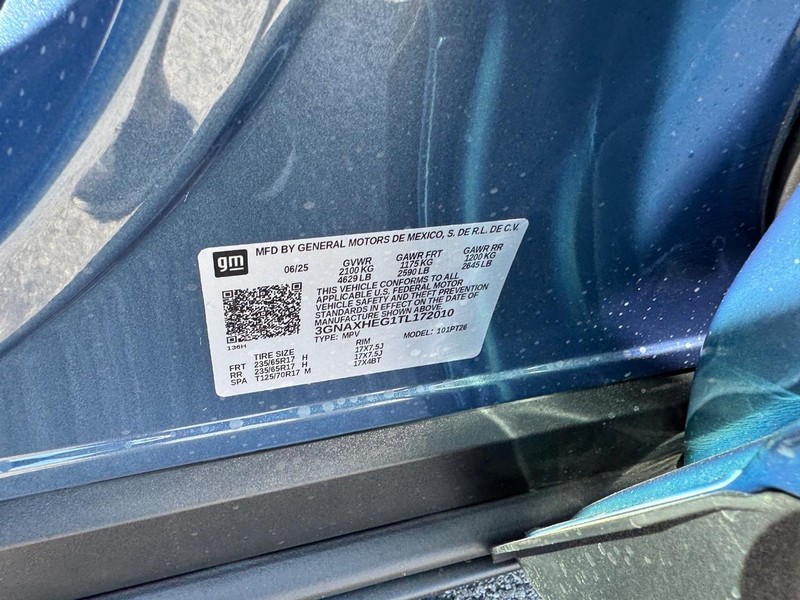 gm MFD BY GENERAL MOTORS DE MEXICO, S. DE R.L. DE C.V.
06/25 GVWR GAWR FRT GAWR RR
2100 KG 1175 KG 1200 KG
4629 LB 2590 LB 2645 LB
THIS VEHICLE CONFORMS TO ALL
APPLICABLE U.S. FEDERAL MOTOR
VEHICLE SAFETY AND THEFT PREVENTION
STANDARDS IN EFFECT ON THE DATE OF
MANUFACTURE SHOWN ABOVE.
3GNAXHEG1TL172010
TYPE: MPV MODEL: 101PT26
136H
TIRE SIZE RIM
FRT 235/65R17 H 17X7.5J
RR 235/65R17 H 17X7.5J
SPA T125/70R17 M 17X4BT